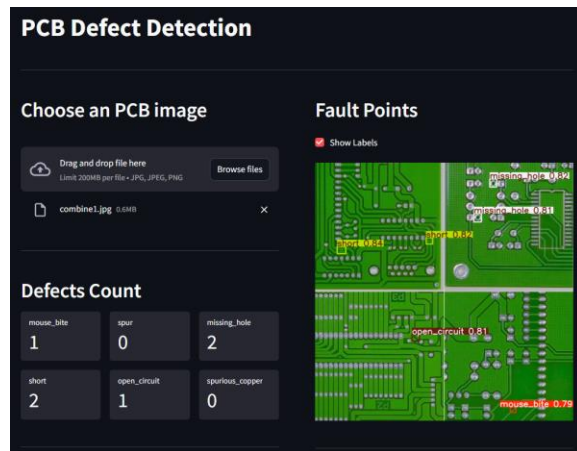 PCB Defect Detection
Choose an PCB image
Drag and drop file here
Limit 200MB per file • JPG, JPEG, PNG
Browse files
combine1.jpg 0.6MB
Defects Count
mouse_bite
1
spur
0
missing_hole
2
short
2
open_circuit
1
spurious_copper
0
Fault Points
Show Labels
missing_hole 0.82
missing_hole 0.81
short 0.82
short 0.84
open_circuit 0.81
mouse_bite 0.79